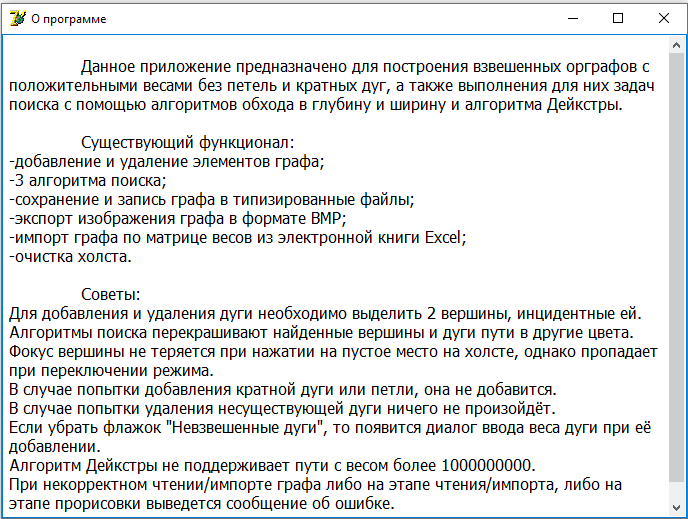 О программе
Данное приложение предназначено для построения взвешенных орграфов с
положительными весами без петель и кратных дуг, а также выполнения для них задач
поиска с помощью алгоритмов обхода в глубину и ширину и алгоритма Дейкстры.
Существующий функционал:
-добавление и удаление элементов графа;
-3 алгоритма поиска;
-сохранение и запись графа в типизированные файлы;
-экспорт изображения графа в формате BMP;
-импорт графа по матрице весов из электронной книги Excel;
-очистка холста.
Советы:
Для добавления и удаления дуги необходимо выделить 2 вершины, инцидентные ей.
Алгоритмы поиска перекрашивают найденные вершины и дуги пути в другие цвета.
Фокус вершины не теряется при нажатии на пустое место на холсте, однако пропадает
при переключении режима.
В случае попытки добавления кратной дуги или петли, она не добавится.
В случае попытки удаления несуществующей дуги ничего не произойдёт.
Если убрать флажок "Невзвешенные дуги", то появится диалог ввода веса дуги при её
добавлении.
Алгоритм Дейкстры не поддерживает пути с весом более 1000000000.
При некорректном чтении/импорте графа либо на этапе чтения/импорта, либо на
этапе прорисовки выведется сообщение об ошибке.